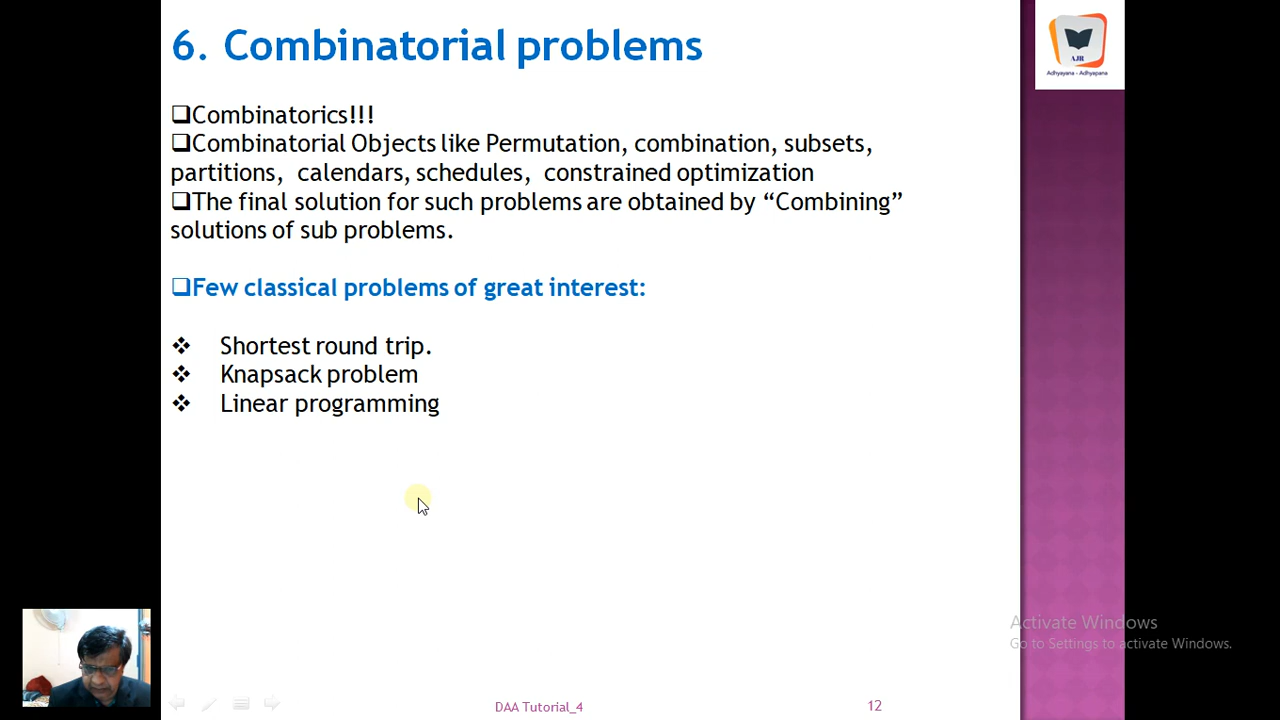 6. Combinatorial problems
AJR
Adhyayana - Adhyapana
❑Combinatorics!!!
❑Combinatorial Objects like Permutation, combination, subsets,
partitions, calendars, schedules, constrained optimization
❑The final solution for such problems are obtained by “Combining”
solutions of sub problems.
❑Few classical problems of great interest:
❖ Shortest round trip.
❖ Knapsack problem
❖ Linear programming
Activate Windows
Go to Settings to activate Windows.
DAA Tutorial_4
12